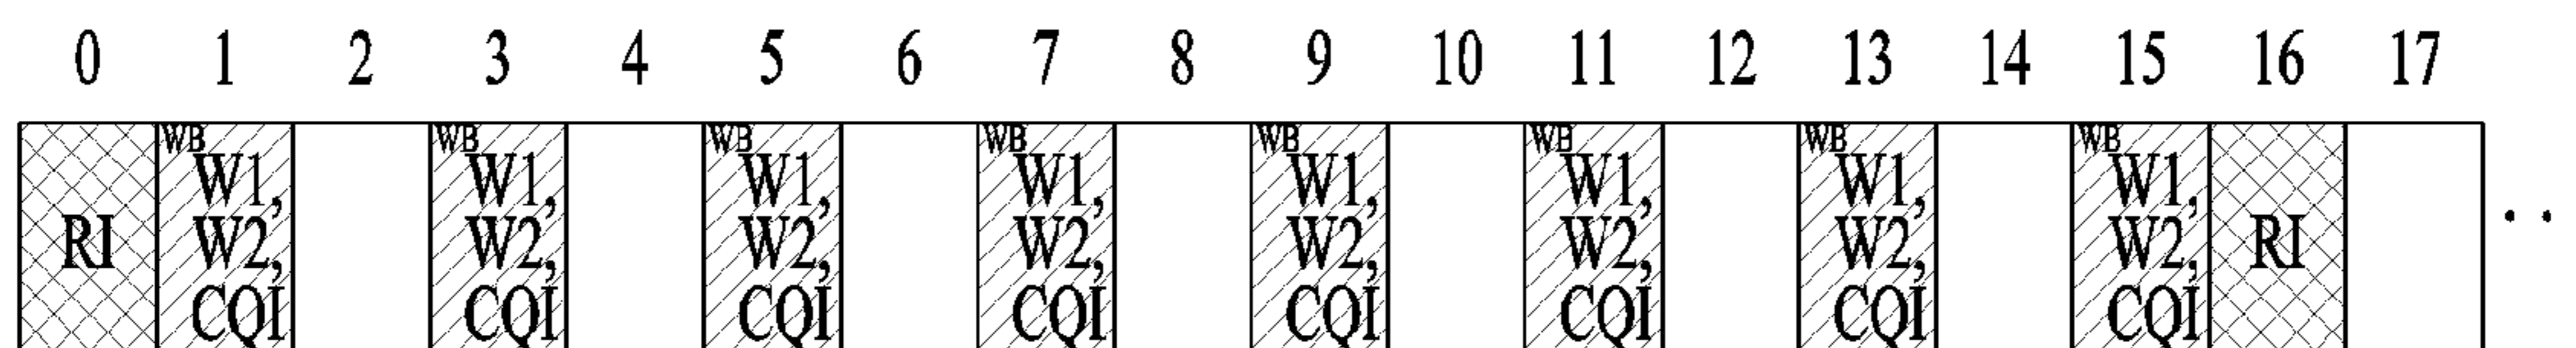 0 1 2 3 4 5 6 7 8 9 10 11 12 13 14 15 16 17
WB WB WB WB WB WB WB WB
W1, W1, W1, W1, W1, W1, W1, W1,
RI W2, W2, W2, W2, W2, W2, W2, W2, RI ..
CQI CQI CQI CQI CQI CQI CQI CQI